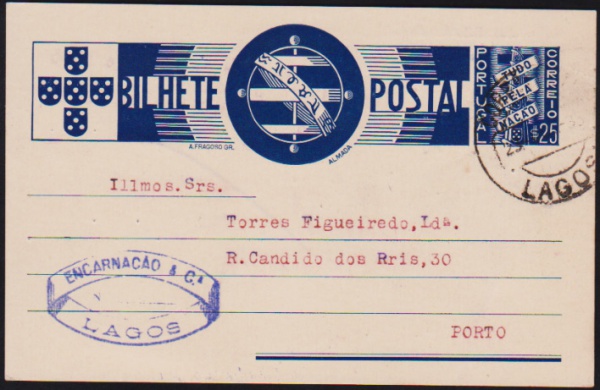 BILHETE POSTAL
PORTUGAL
CORREIO
TUDO
PELA
NAÇÃO
$25
A. FRAGOSO GR.
ALMADA
LAGOS
Illmos.Srs.
Torres Figueiredo,Ldª.
R.Candido dos Rris,30
ENCARNAÇÃO & C.ª
LAGOS
PORTO